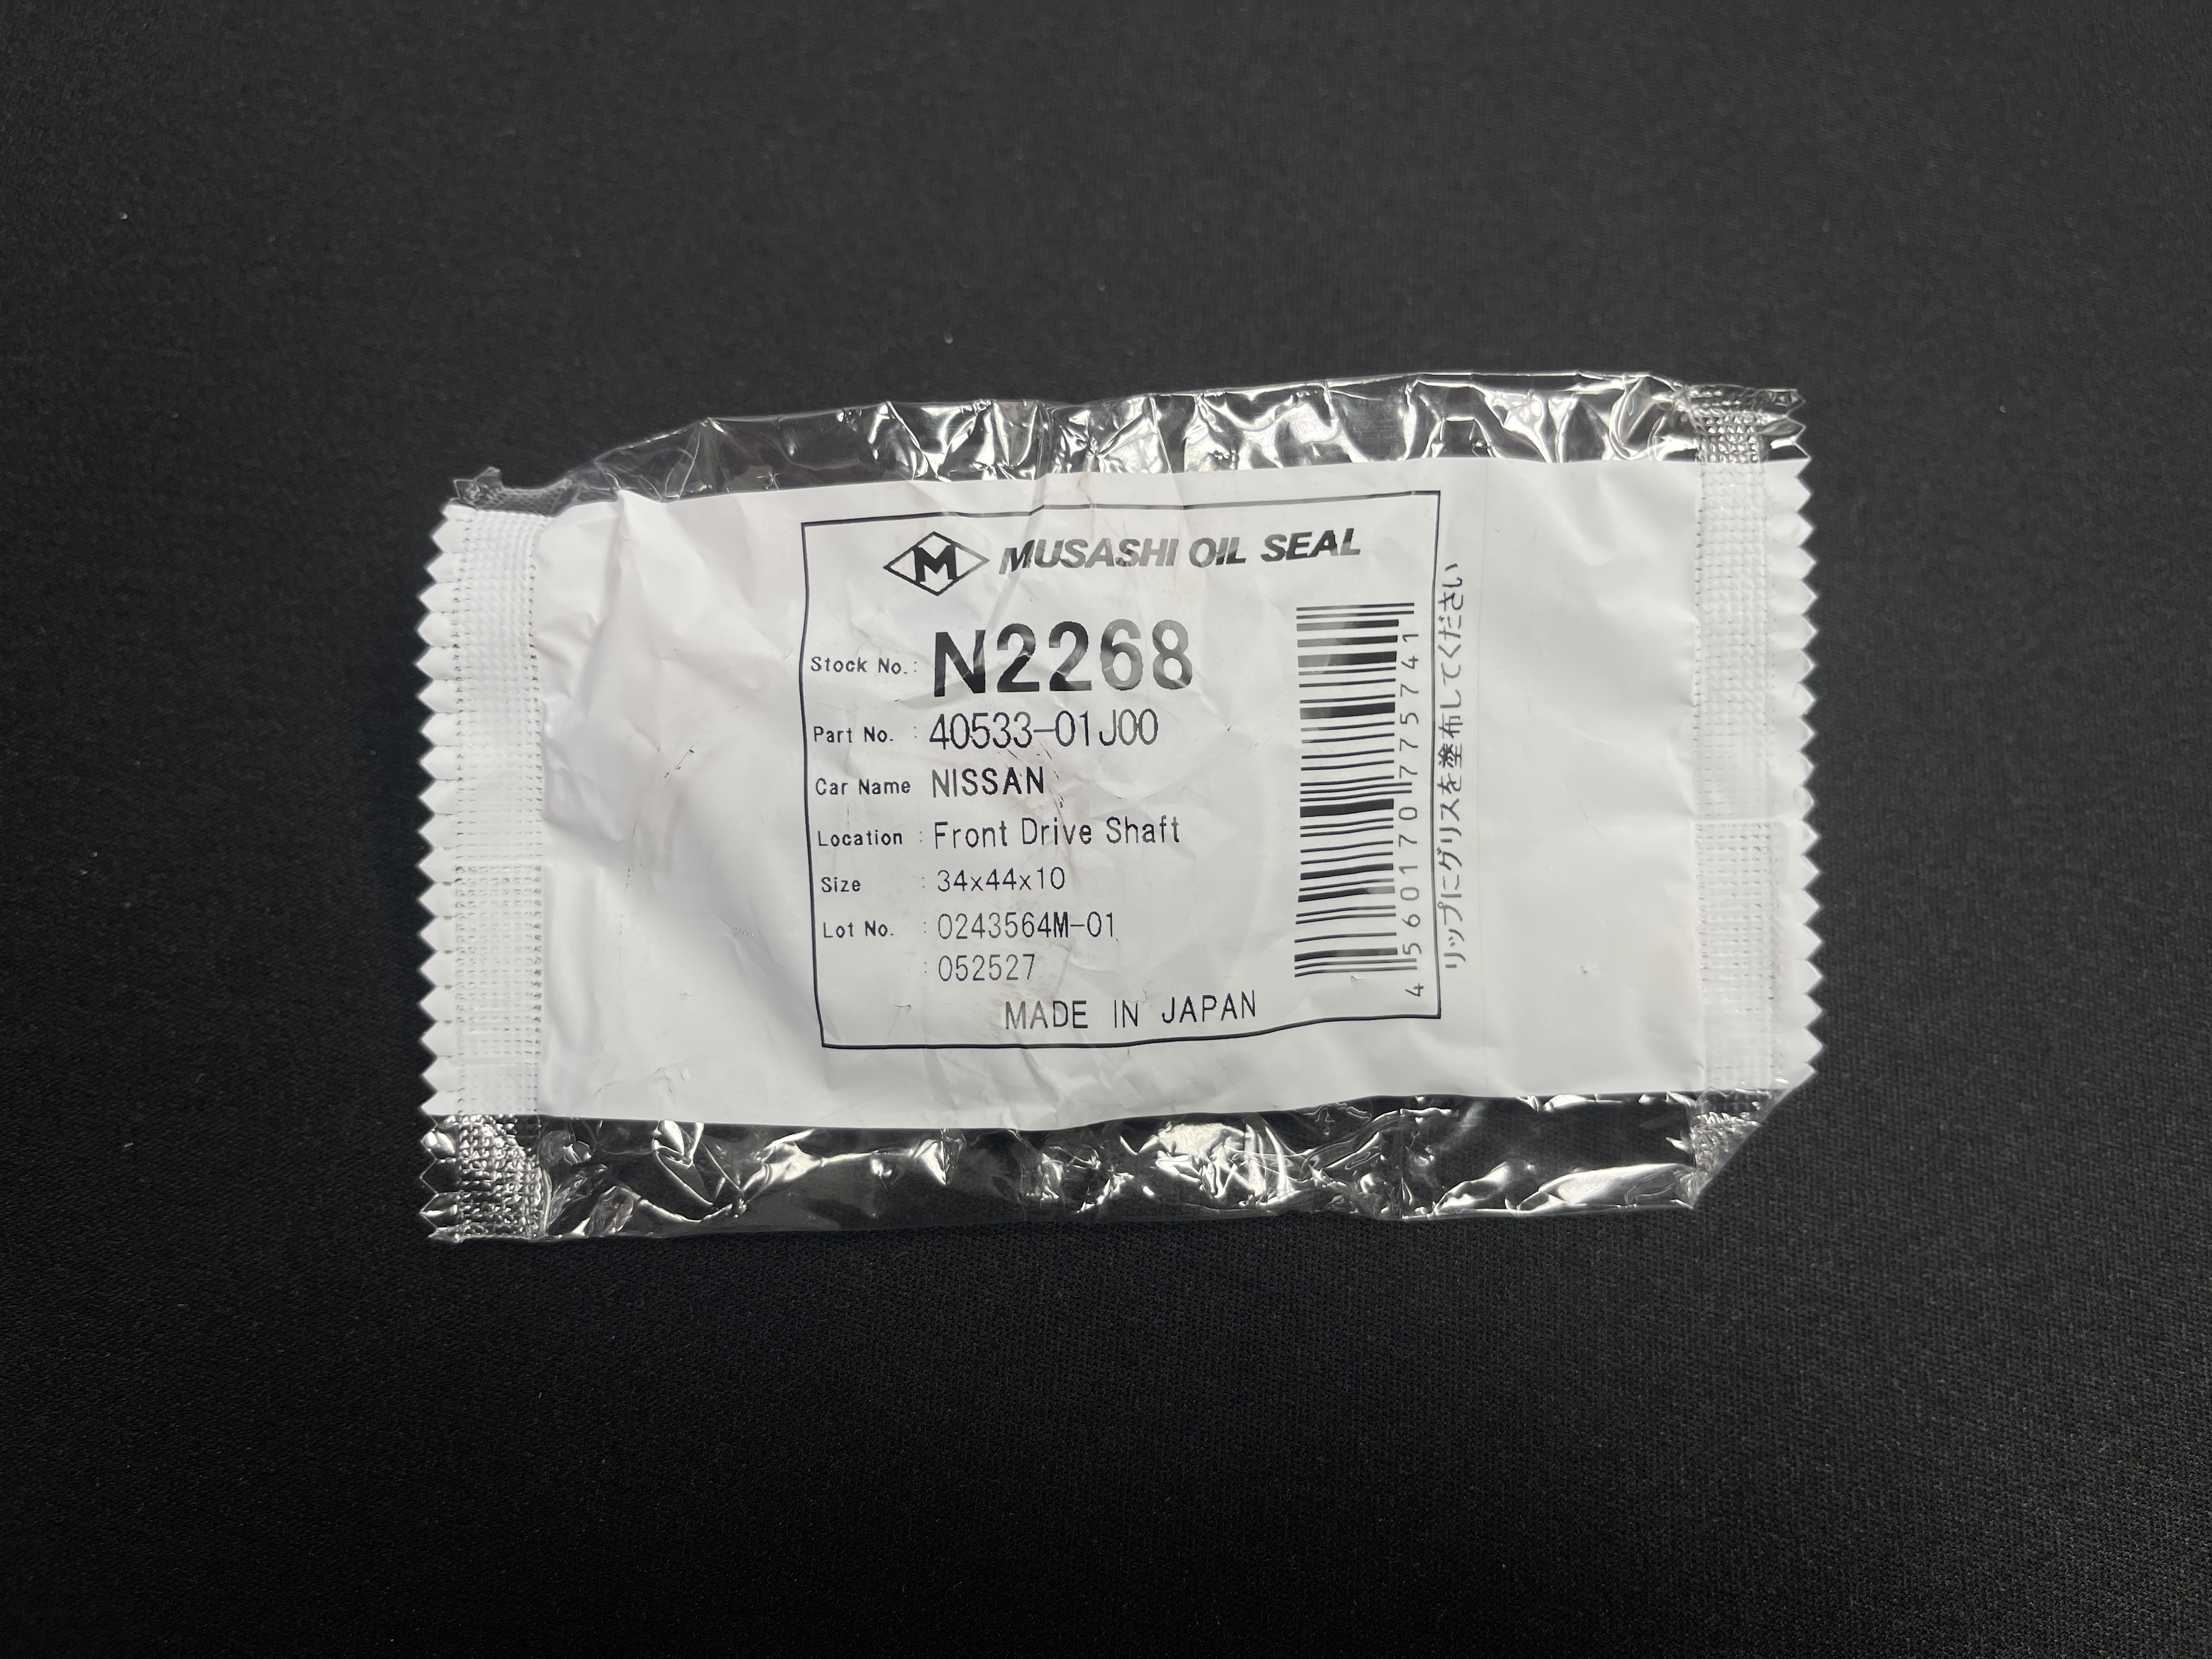 M MUSASHI OIL SEAL
Stock No.: N2268
Part No. : 40533-01J00
Car Name NISSAN
Location : Front Drive Shaft
Size : 34x44x10
Lot No. : 0243564M-01
: 052527
MADE IN JAPAN
4560170775741
リップにグリスを塗布してください